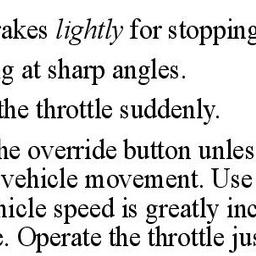 rakes lightly for stopping
g at sharp angles.
the throttle suddenly.
he override button unles
vehicle movement. Use
hicle speed is greatly inc
e. Operate the throttle jus